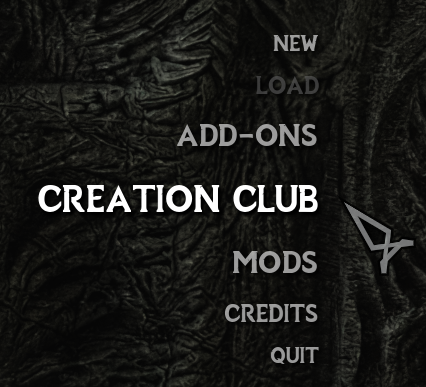 NEW
LOAD
ADD-ONS
CREATION CLUB
MODS
CREDITS
QUIT